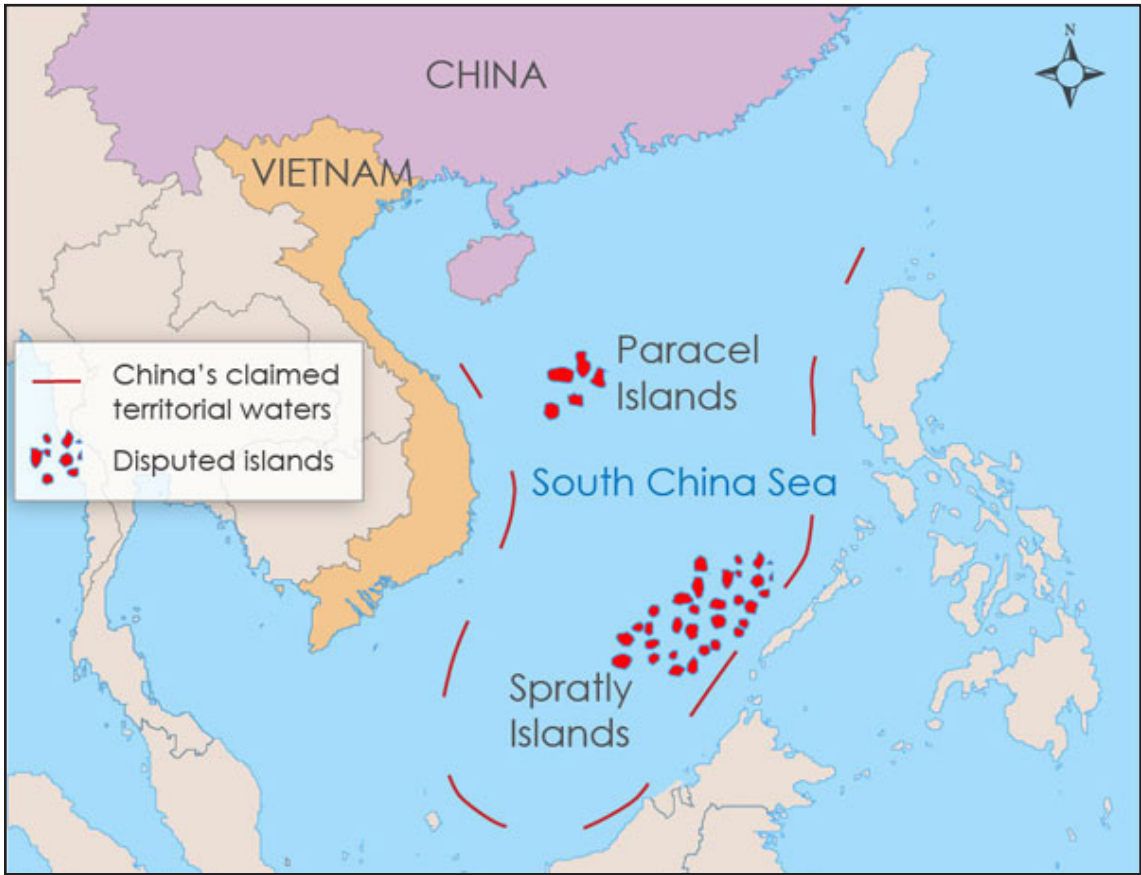 N
CHINA
VIETNAM
Paracel
Islands
China's claimed
territorial waters
Disputed islands
South China Sea
Spratly
Islands